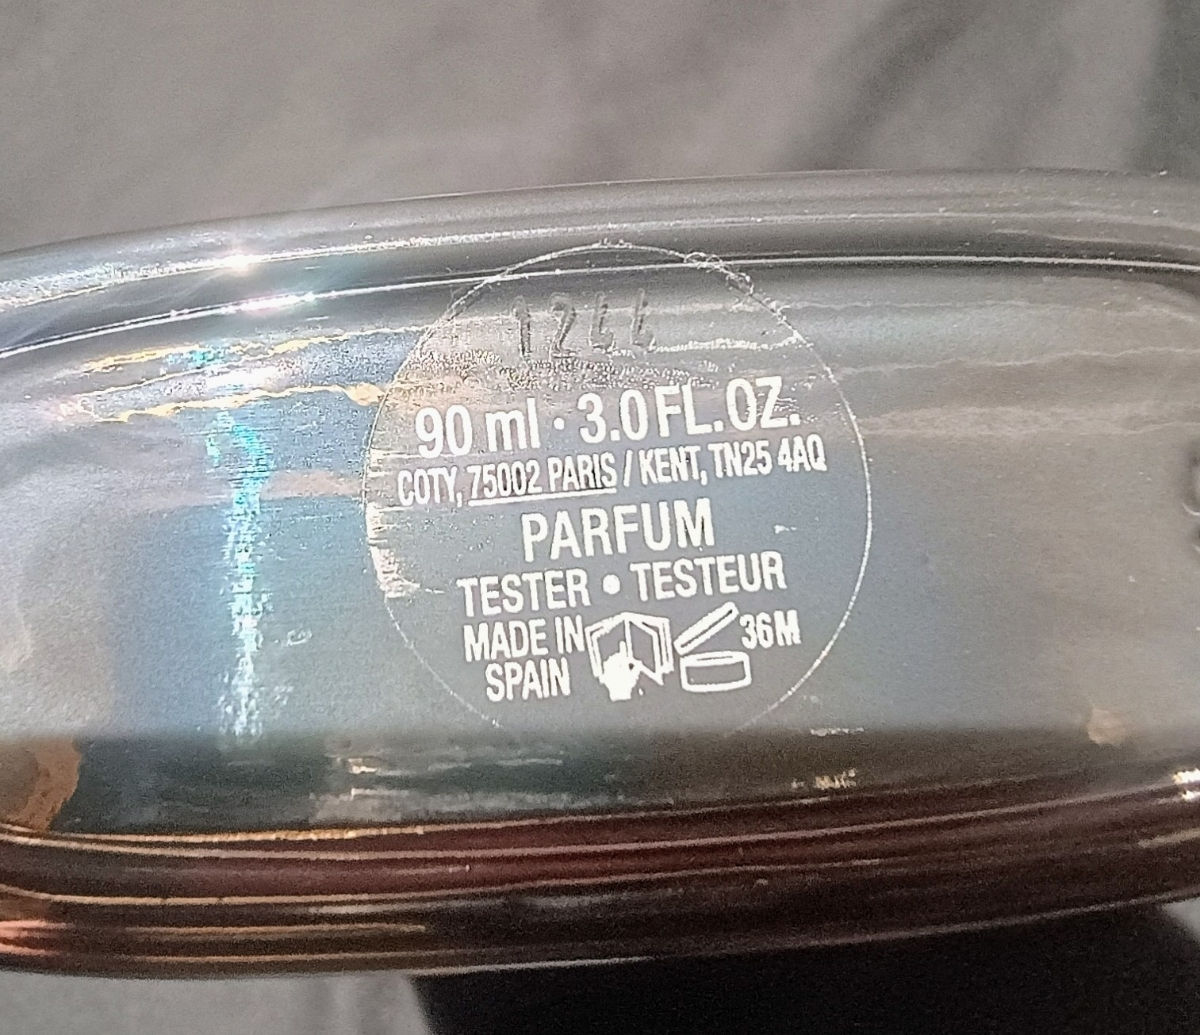 1244
90 ml · 3.0 FL.OZ.
COTY, 75002 PARIS / KENT, TN25 4AQ
PARFUM
TESTER • TESTEUR
MADE IN
SPAIN
36M